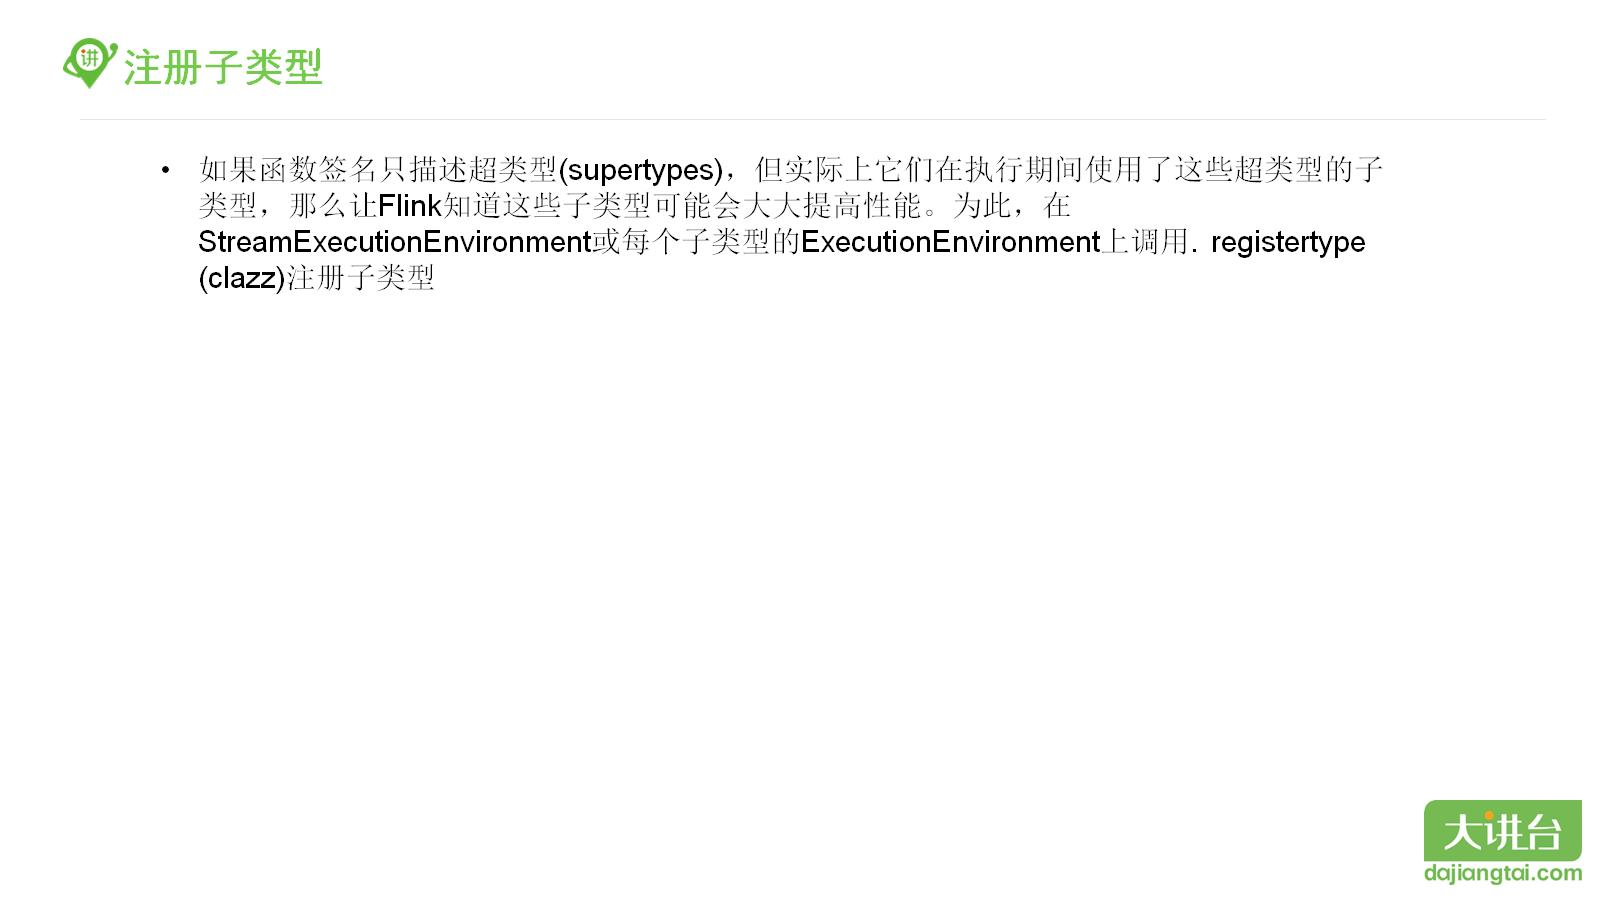 讲 注册子类型
• 如果函数签名只描述超类型(supertypes)，但实际上它们在执行期间使用了这些超类型的子
类型，那么让Flink知道这些子类型可能会大大提高性能。为此，在
StreamExecutionEnvironment或每个子类型的ExecutionEnvironment上调用. registertype
(clazz)注册子类型
大讲台
dajiangtai.com